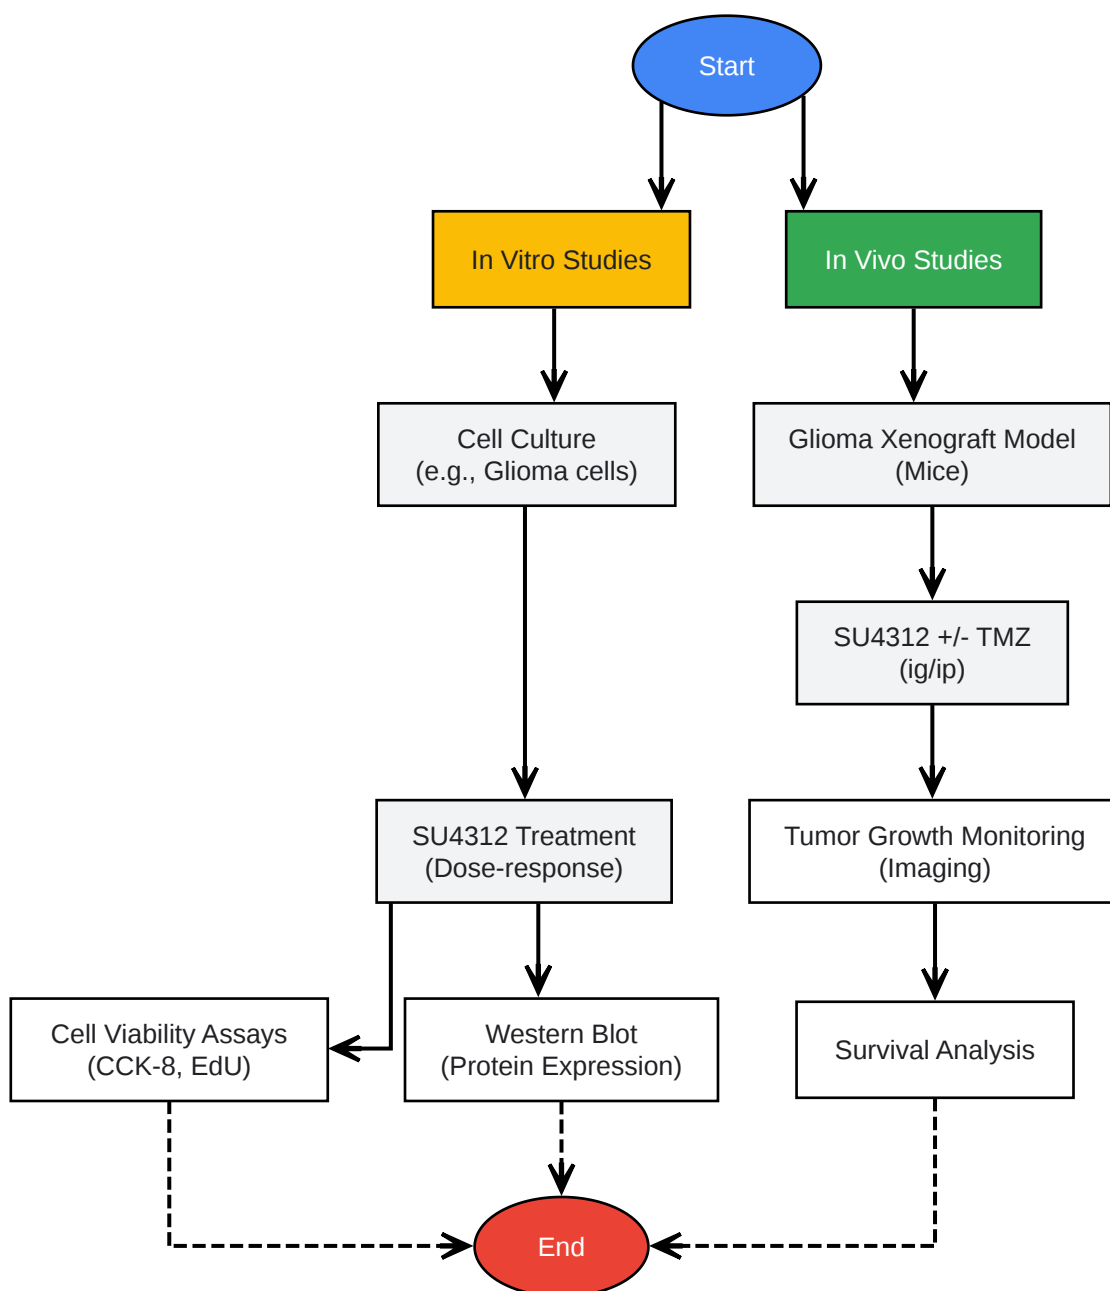 Start
In Vitro Studies
In Vivo Studies
Cell Culture
(e.g., Glioma cells)
Glioma Xenograft Model
(Mice)
SU4312 +/- TMZ
(ig/ip)
SU4312 Treatment
(Dose-response)
Tumor Growth Monitoring
(Imaging)
Cell Viability Assays
(CCK-8, EdU)
Western Blot
(Protein Expression)
Survival Analysis
End